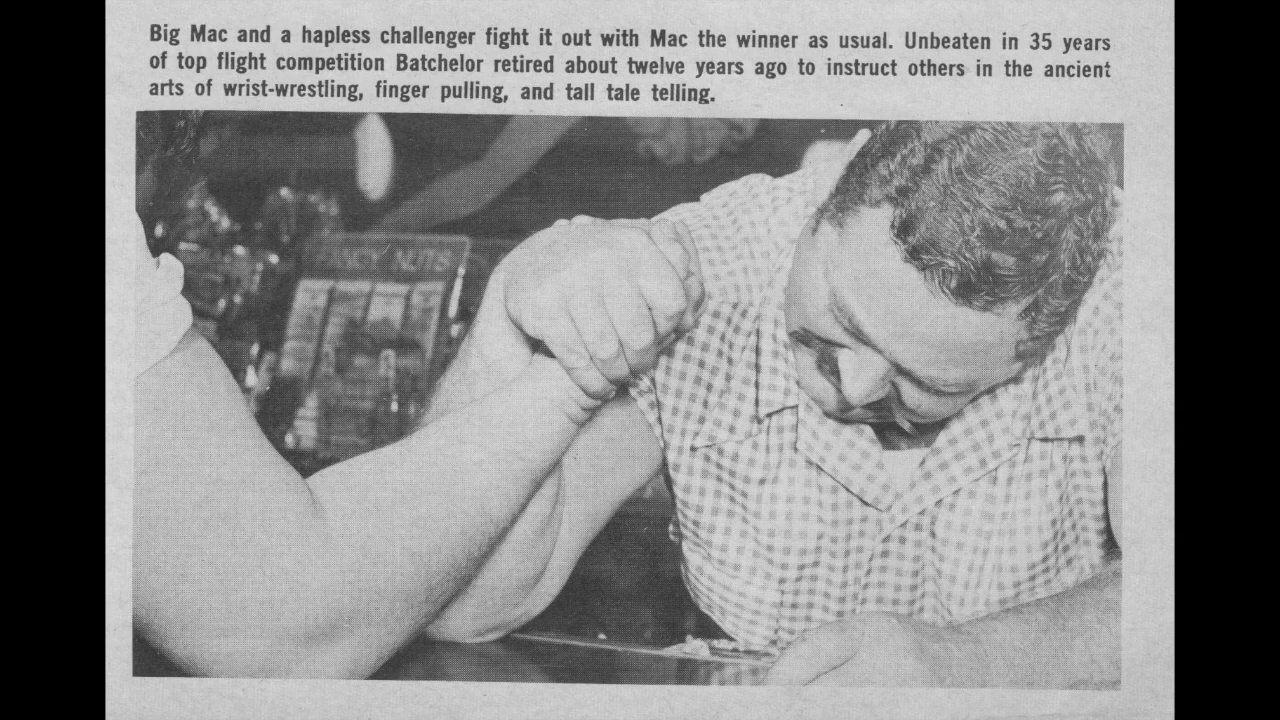 Big Mac and a hapless challenger fight it out with Mac the winner as usual. Unbeaten in 35 years
of top flight competition Batchelor retired about twelve years ago to instruct others in the ancient
arts of wrist-wrestling, finger pulling, and tall tale telling.
FANCY NUTS